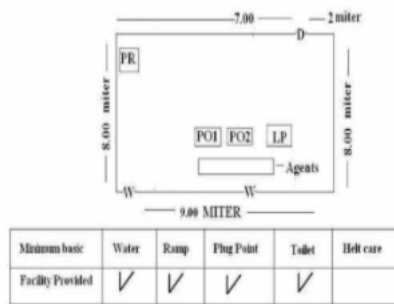 7.00 2 miter
D
PR
8.00 miter
8.00 miter
PO1 PO2 LP
Agents
W W
9.00 MITER
Minimum basic Water Ramp Plug Point Toilet Helt care
Facility Provided V V V V